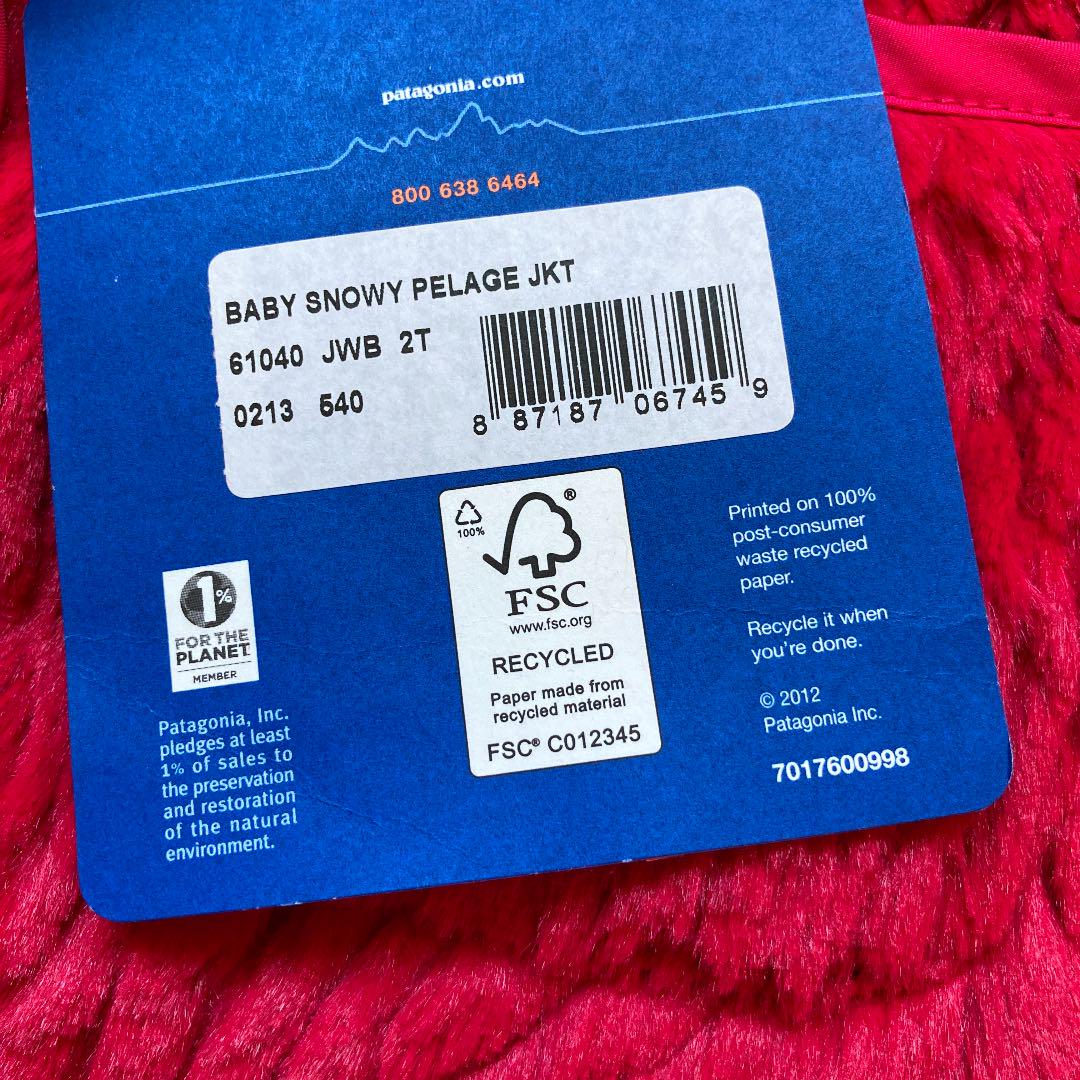 patagonia.com
800 638 6464
BABY SNOWY PELAGE JKT
61040 JWB 2T
0213 540
8 87187 06745 9
100%
®
FSC
www.fsc.org
RECYCLED
Paper made from
recycled material
FSC® C012345
1%
FOR THE
PLANET
MEMBER
Patagonia, Inc.
pledges at least
1% of sales to
the preservation
and restoration
of the natural
environment.
Printed on 100%
post-consumer
waste recycled
paper.
Recycle it when
you're done.
© 2012
Patagonia Inc.
7017600998